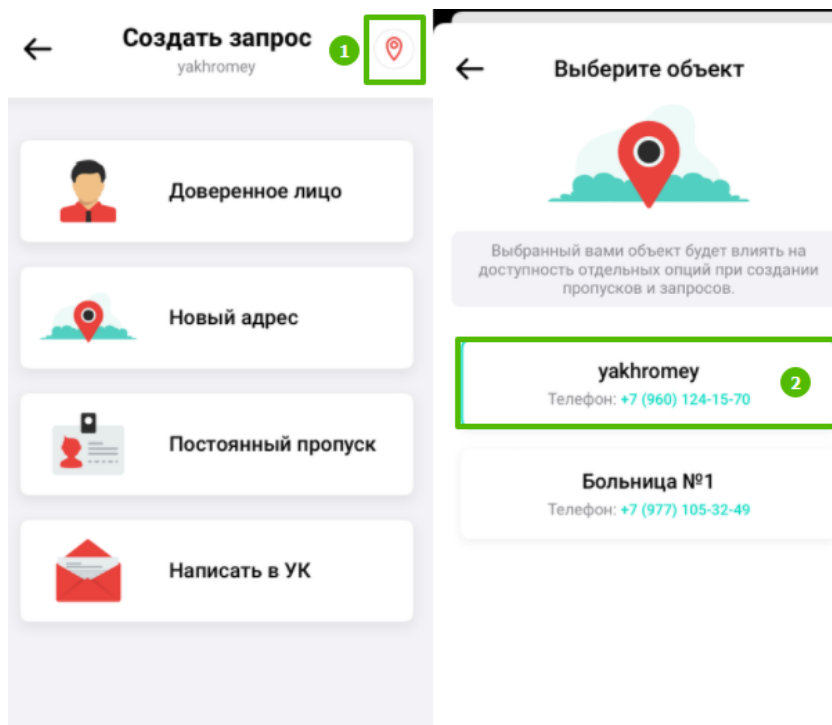 Создать запрос
1
yakhromey
Доверенное лицо
Новый адрес
Постоянный пропуск
Написать в УК
Выберите объект
Выбранный вами объект будет влиять на
доступность отдельных опций при создании
пропусков и запросов.
yakhromey
2
Телефон: +7 (960) 124-15-70
Больница №1
Телефон: +7 (977) 105-32-49